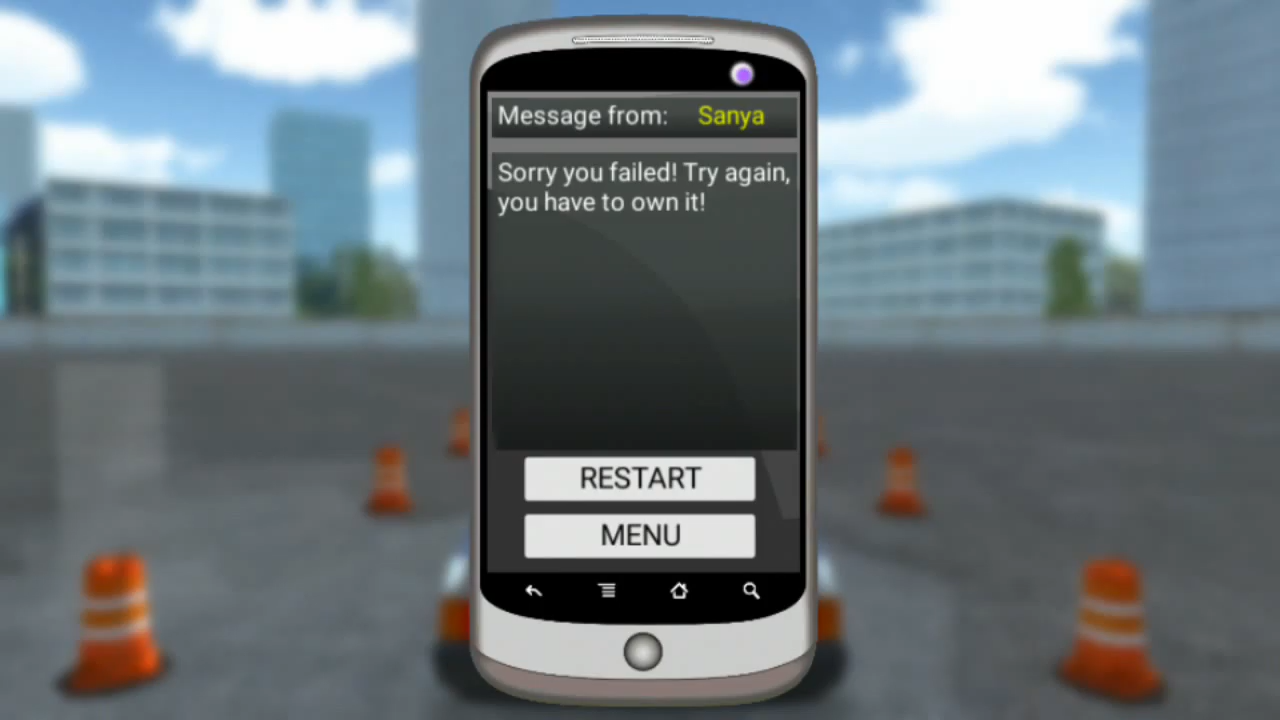 Message from: Sanya
Sorry you failed! Try again,
you have to own it!
RESTART
MENU